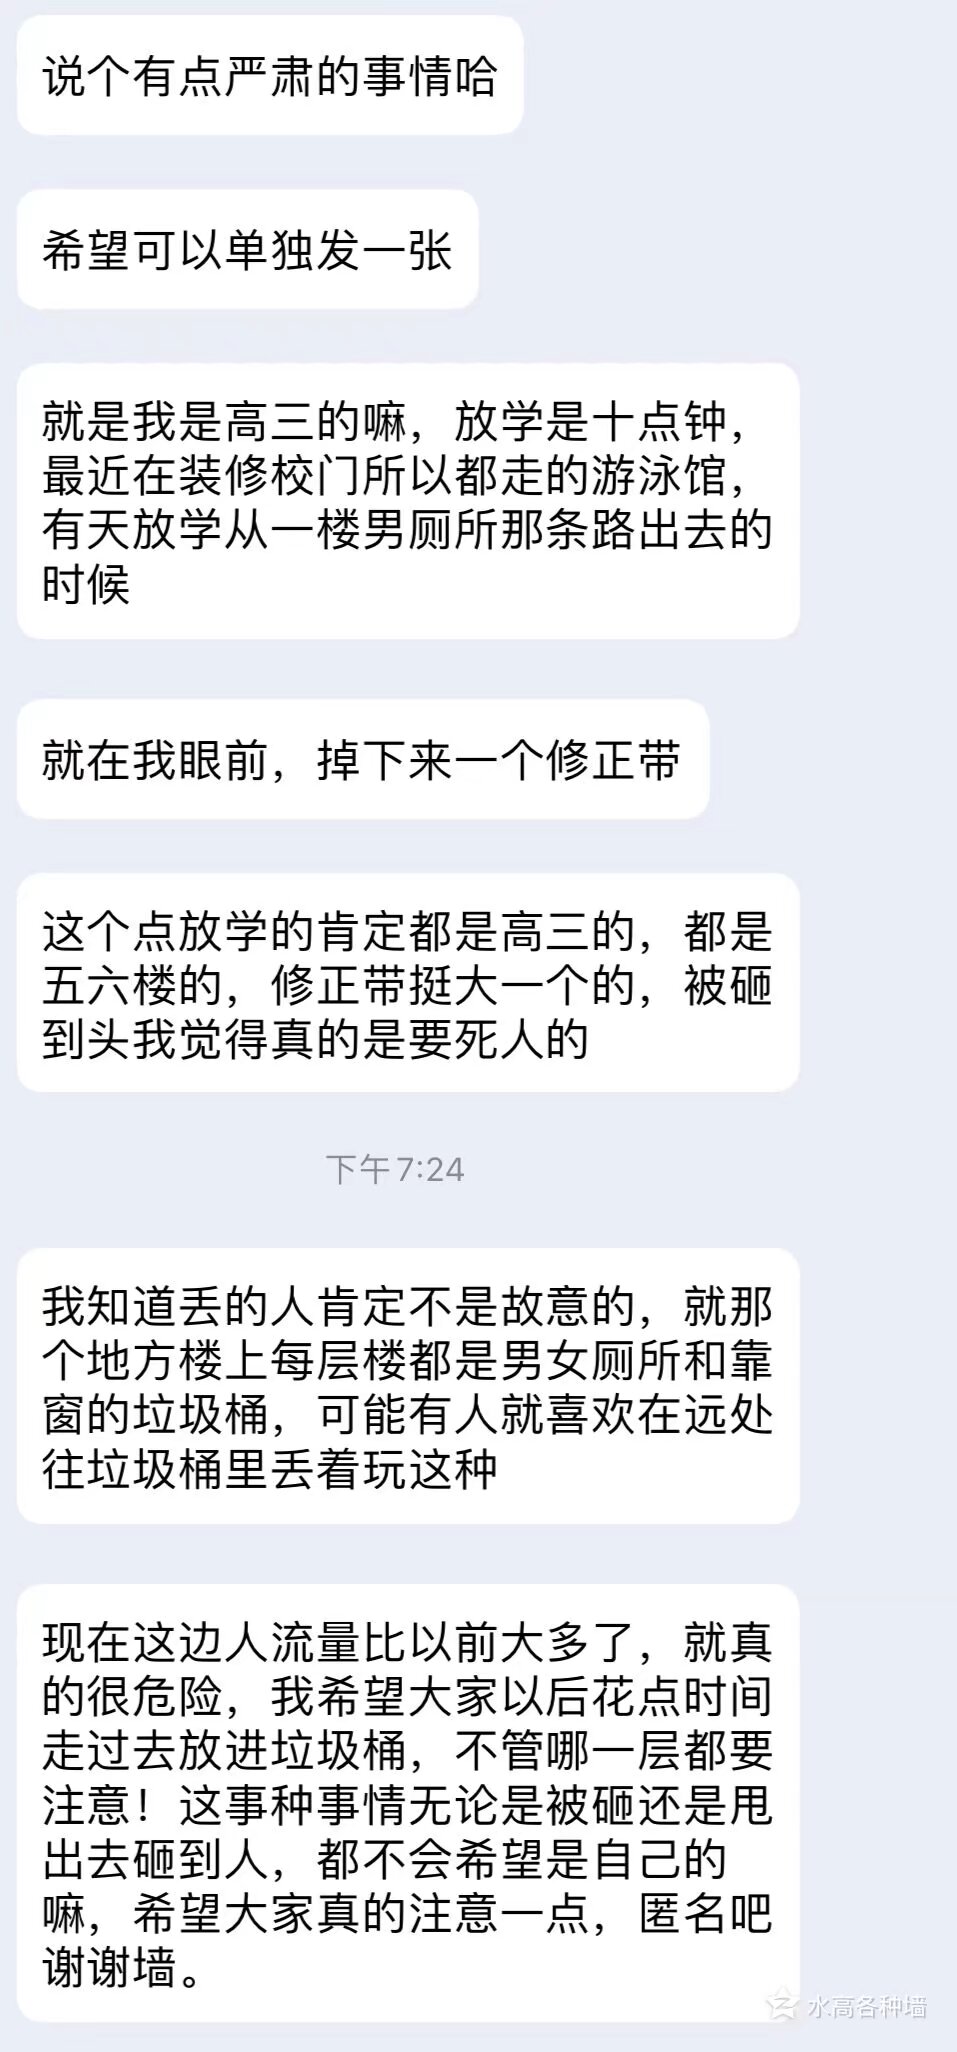 说个有点严肃的事情哈
希望可以单独发一张
就是我是高三的嘛，放学是十点钟，
最近在装修校门所以都走的游泳馆，
有天放学从一楼男厕所那条路出去的
时候
就在我眼前，掉下来一个修正带
这个点放学的肯定都是高三的，都是
五六楼的，修正带挺大一个的，被砸
到头我觉得真的是要死人的
下午7:24
我知道丢的人肯定不是故意的，就那
个地方楼上每层楼都是男女厕所和靠
窗的垃圾桶，可能有人就喜欢在远处
往垃圾桶里丢着玩这种
现在这边人流量比以前大多了，就真
的很危险，我希望大家以后花点时间
走过去放进垃圾桶，不管哪一层都要
注意！这事种事情无论是被砸还是甩
出去砸到人，都不会希望是自己的
嘛，希望大家真的注意一点，匿名吧
谢谢墙。
水高各种墙